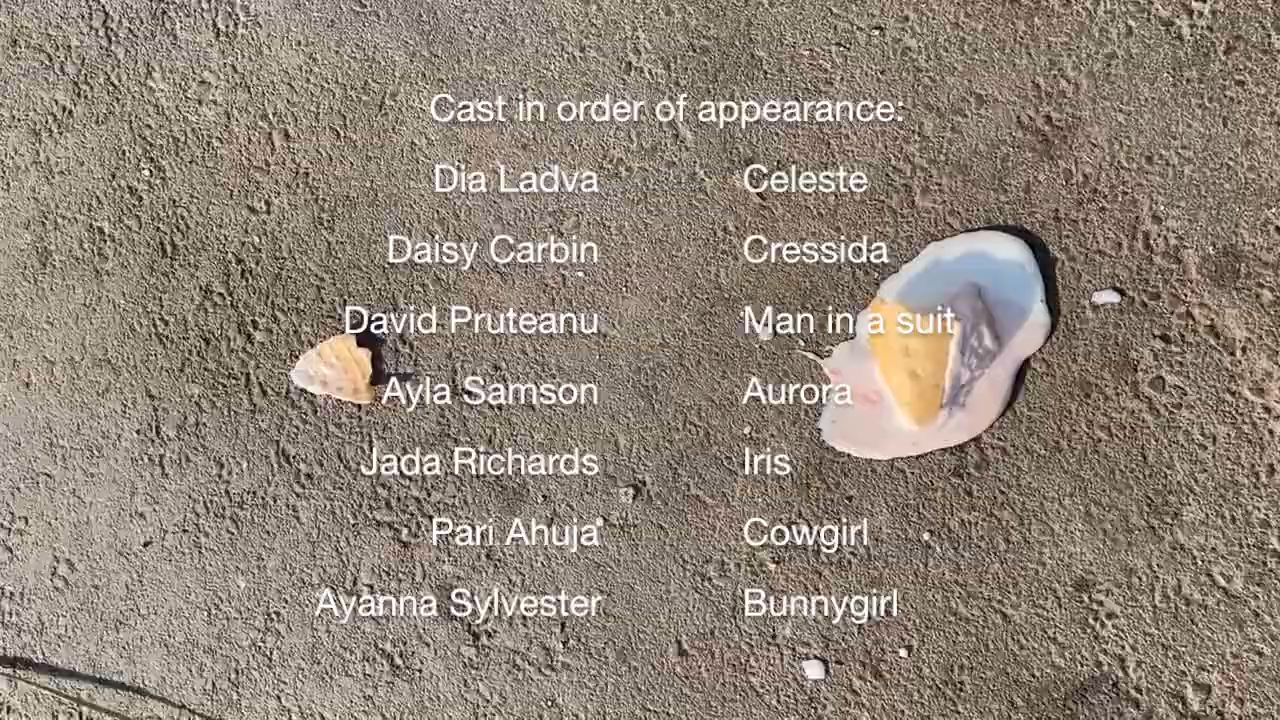 Cast in order of appearance:
Dia Ladva Celeste
Daisy Carbin Cressida
David Pruteanu Man in a suit
Ayla Samson Aurora
Jada Richards Iris
Pari Ahuja Cowgirl
Ayanna Sylvester Bunnygirl